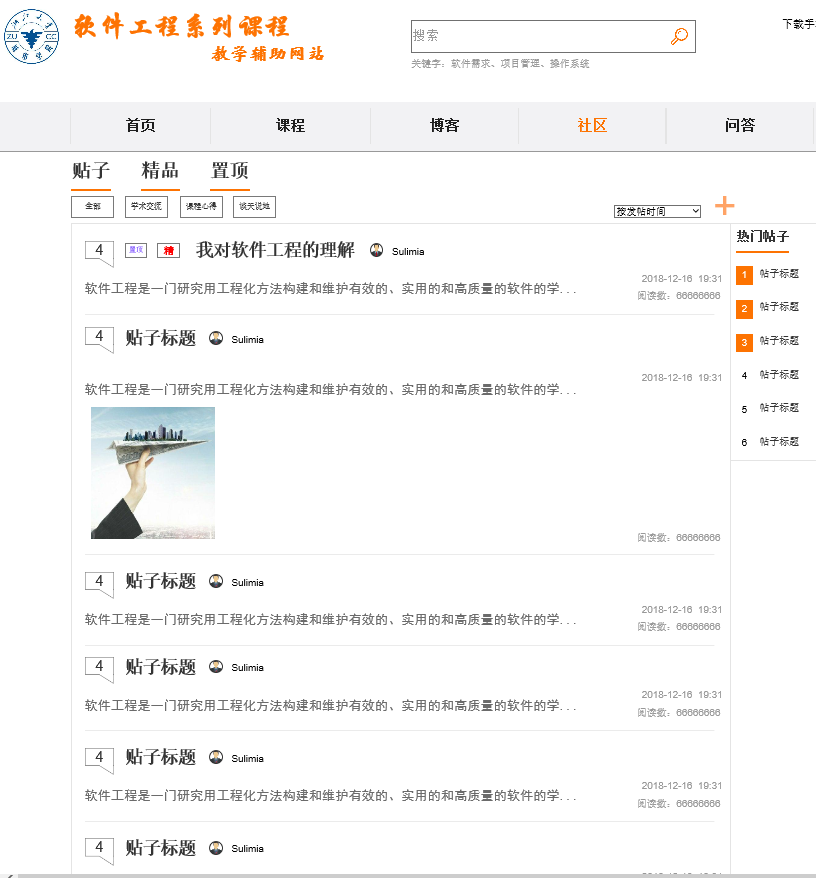 软件工程系列课程
教学辅助网站
搜索
关键字：软件需求、项目管理、操作系统
下载手
首页 课程 博客 社区 问答
贴子 精品 置顶
全部 学术交流 课程心得 谈天说地
按发帖时间
热门帖子
4 置顶 精 我对软件工程的理解 Sulimia
2018-12-16 19:31
软件工程是一门研究用工程化方法构建和维护有效的、实用的和高质量的软件的学...
阅读数：66666666
4 贴子标题 Sulimia
2018-12-16 19:31
软件工程是一门研究用工程化方法构建和维护有效的、实用的和高质量的软件的学...
阅读数：66666666
4 贴子标题 Sulimia
2018-12-16 19:31
软件工程是一门研究用工程化方法构建和维护有效的、实用的和高质量的软件的学...
阅读数：66666666
4 贴子标题 Sulimia
2018-12-16 19:31
软件工程是一门研究用工程化方法构建和维护有效的、实用的和高质量的软件的学...
阅读数：66666666
4 贴子标题 Sulimia
2018-12-16 19:31
软件工程是一门研究用工程化方法构建和维护有效的、实用的和高质量的软件的学...
阅读数：66666666
4 贴子标题 Sulimia
1 帖子标题
2 帖子标题
3 帖子标题
4 帖子标题
5 帖子标题
6 帖子标题